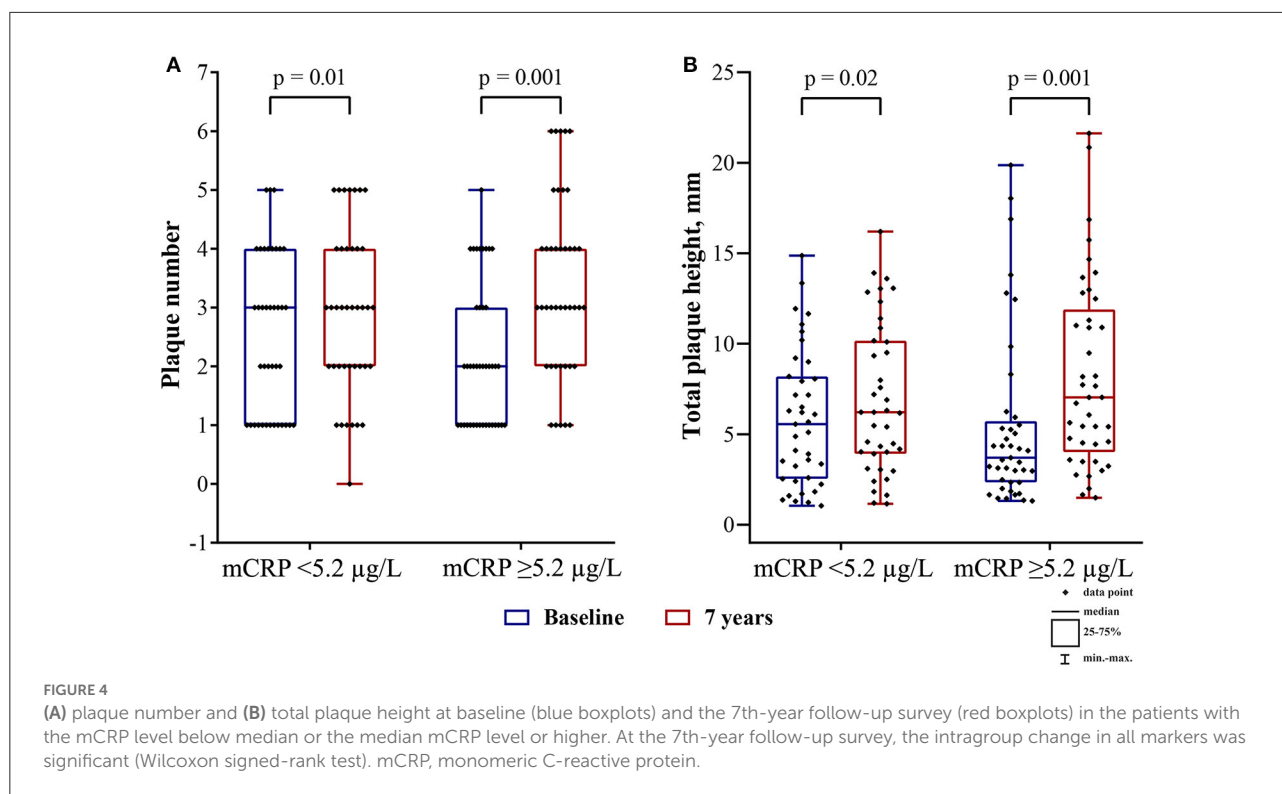 A
B
p = 0.01
p = 0.001
p = 0.02
p = 0.001
Plaque number
7
6
5
4
3
2
1
0
-1
mCRP <5.2 µg/L
mCRP ≥5.2 µg/L
Total plaque height, mm
25
20
15
10
5
0
mCRP <5.2 µg/L
mCRP ≥5.2 µg/L
Baseline
7 years
data point
median
25-75%
min.-max.
FIGURE 4
(A) plaque number and (B) total plaque height at baseline (blue boxplots) and the 7th-year follow-up survey (red boxplots) in the patients with
the mCRP level below median or the median mCRP level or higher. At the 7th-year follow-up survey, the intragroup change in all markers was
significant (Wilcoxon signed-rank test). mCRP, monomeric C-reactive protein.